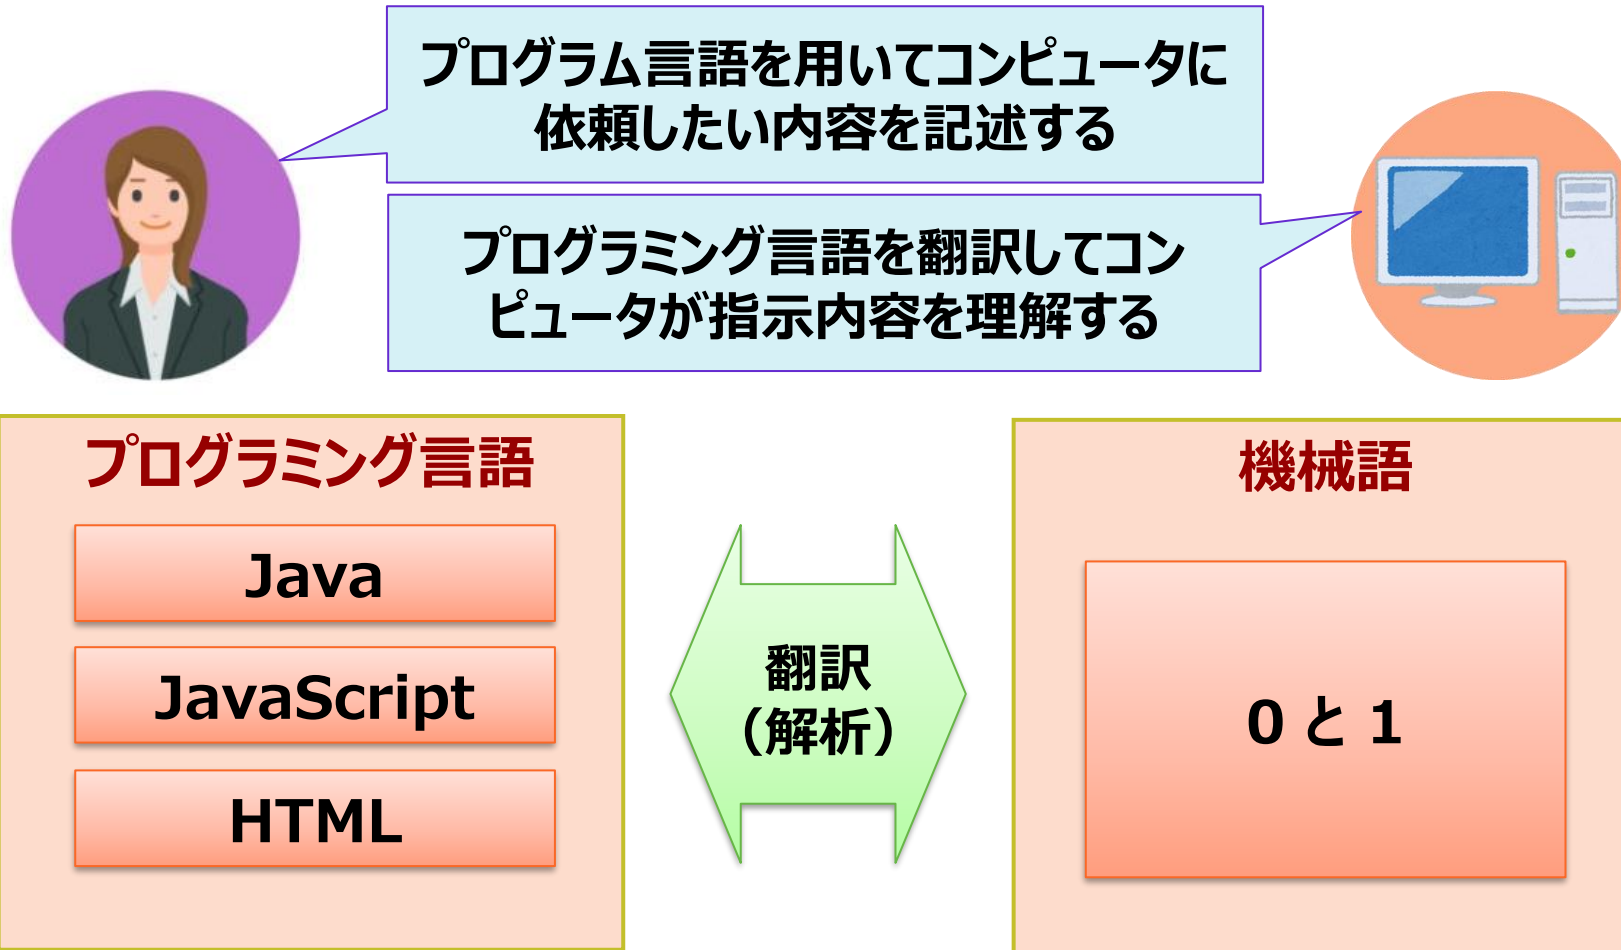 プログラム言語を用いてコンピュータに
依頼したい内容を記述する
プログラミング言語を翻訳してコン
ピュータが指示内容を理解する
プログラミング言語
Java
JavaScript
HTML
翻訳
（解析）
機械語
0 と 1